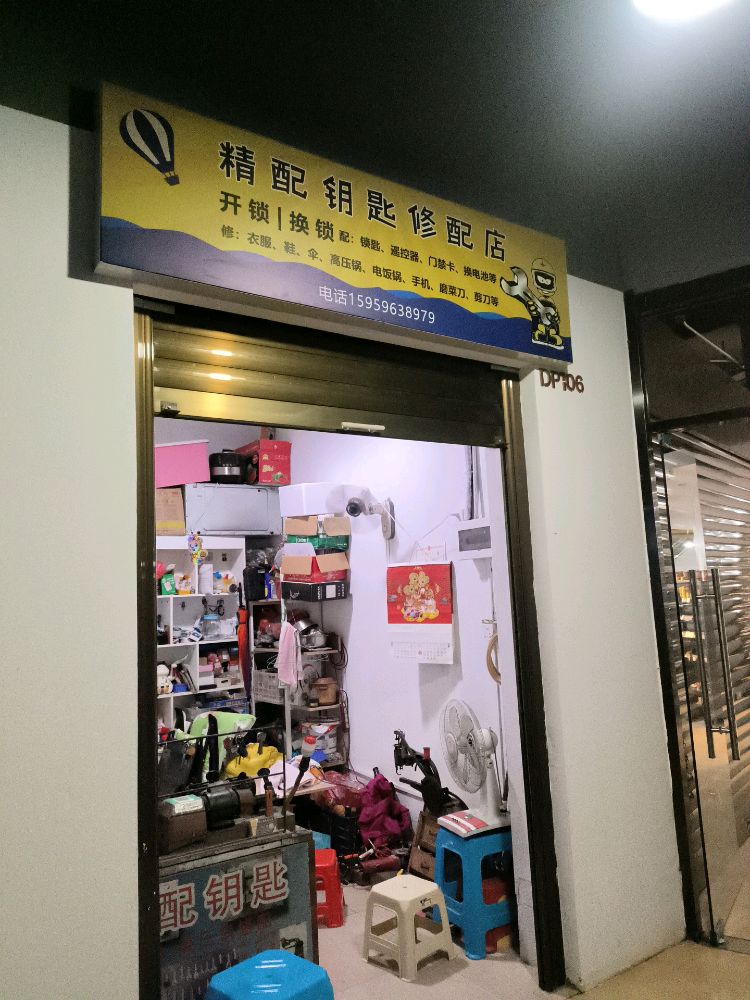 精配钥匙修配店
开锁|换锁 配：锁匙、遥控器、门禁卡、换电池等
修：衣服、鞋、伞、高压锅、电饭锅、手机、磨菜刀、剪刀等
电话15959638979
DP106
配钥匙